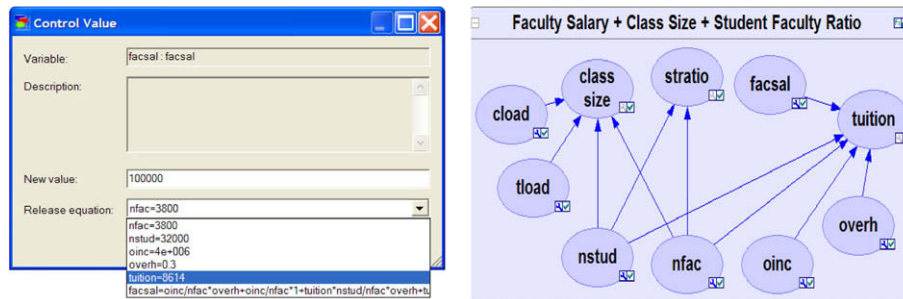 Control Value
Variable:
facsal : facsal
Description:
New value:
100000
Release equation:
nfac=3800
nfac=3800
nstud=32000
oinc=4e+006
overh=0.3
tuition=8614
facsal=oinc/nfac*overh+oinc/nfac*1+tuition*nstud/nfac*overh+tu
Faculty Salary + Class Size + Student Faculty Ratio
class
size
stratio
facsal
cload
tuition
tload
overh
nstud
nfac
oinc